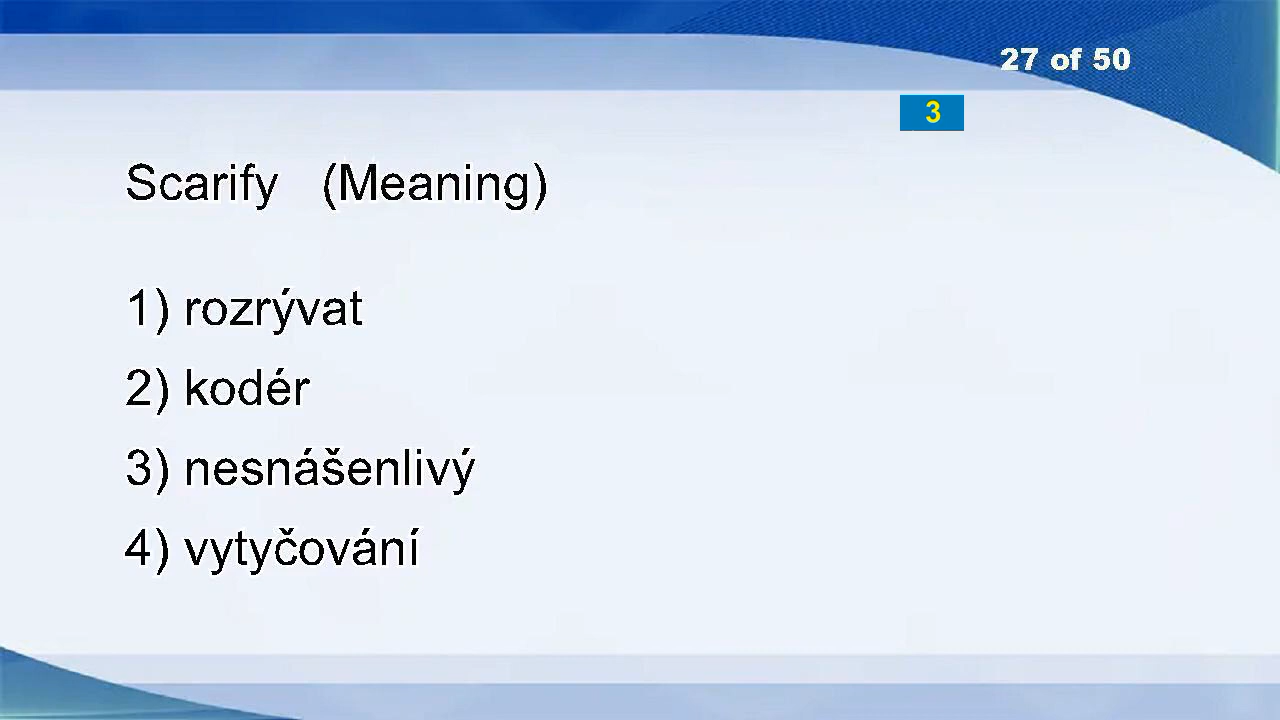 27 of 50
3
Scarify (Meaning)
1) rozrývat
2) kodér
3) nesnášenlivý
4) vytyčování